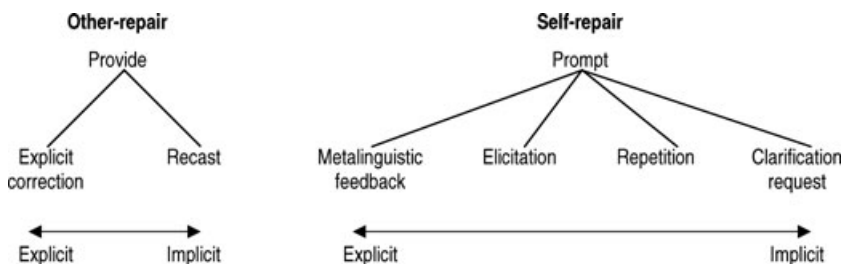 Other-repair
Provide
Explicit
correction
Recast
Explicit
Implicit
Self-repair
Prompt
Metalinguistic
feedback
Elicitation
Repetition
Clarification
request
Explicit
Implicit